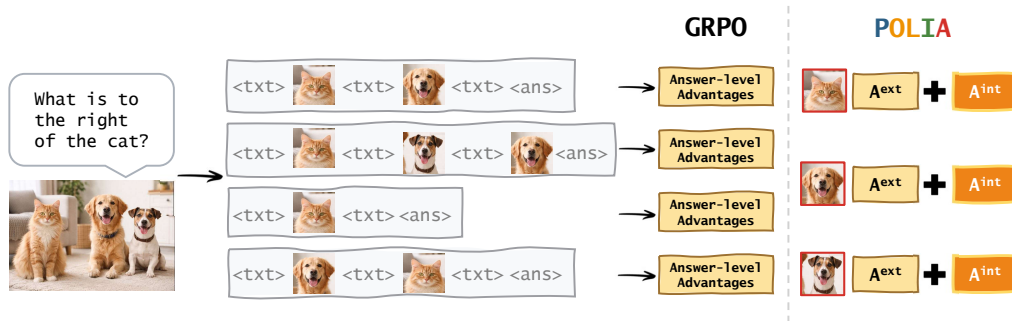 GRPO
POLIA
What is to
the right
of the cat?
<txt> <txt> <txt> <ans>
Answer-level
Advantages
<txt> <txt> <txt> <ans>
Answer-level
Advantages
<txt> <txt> <ans>
Answer-level
Advantages
<txt> <txt> <txt> <ans>
Answer-level
Advantages
A^ext + A^int
A^ext + A^int
A^ext + A^int